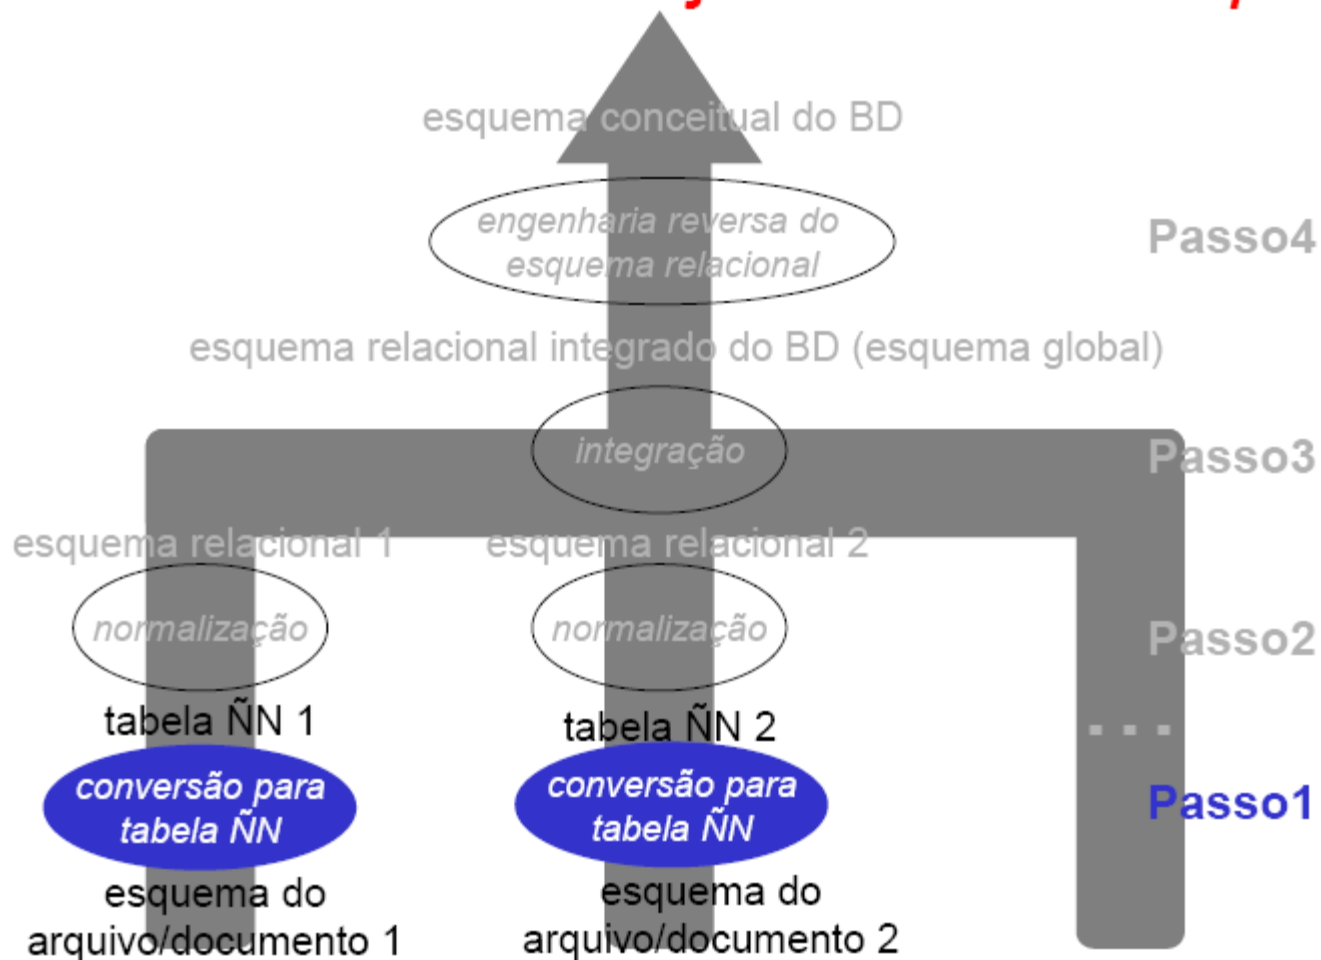 esquema conceitual do BD
engenharia reversa do
esquema relacional
Passo4
esquema relacional integrado do BD (esquema global)
integração
Passo3
esquema relacional 1
esquema relacional 2
normalização
normalização
Passo2
tabela ÑN 1
tabela ÑN 2
. . .
conversão para
tabela ÑN
conversão para
tabela ÑN
Passo1
esquema do
arquivo/documento 1
esquema do
arquivo/documento 2